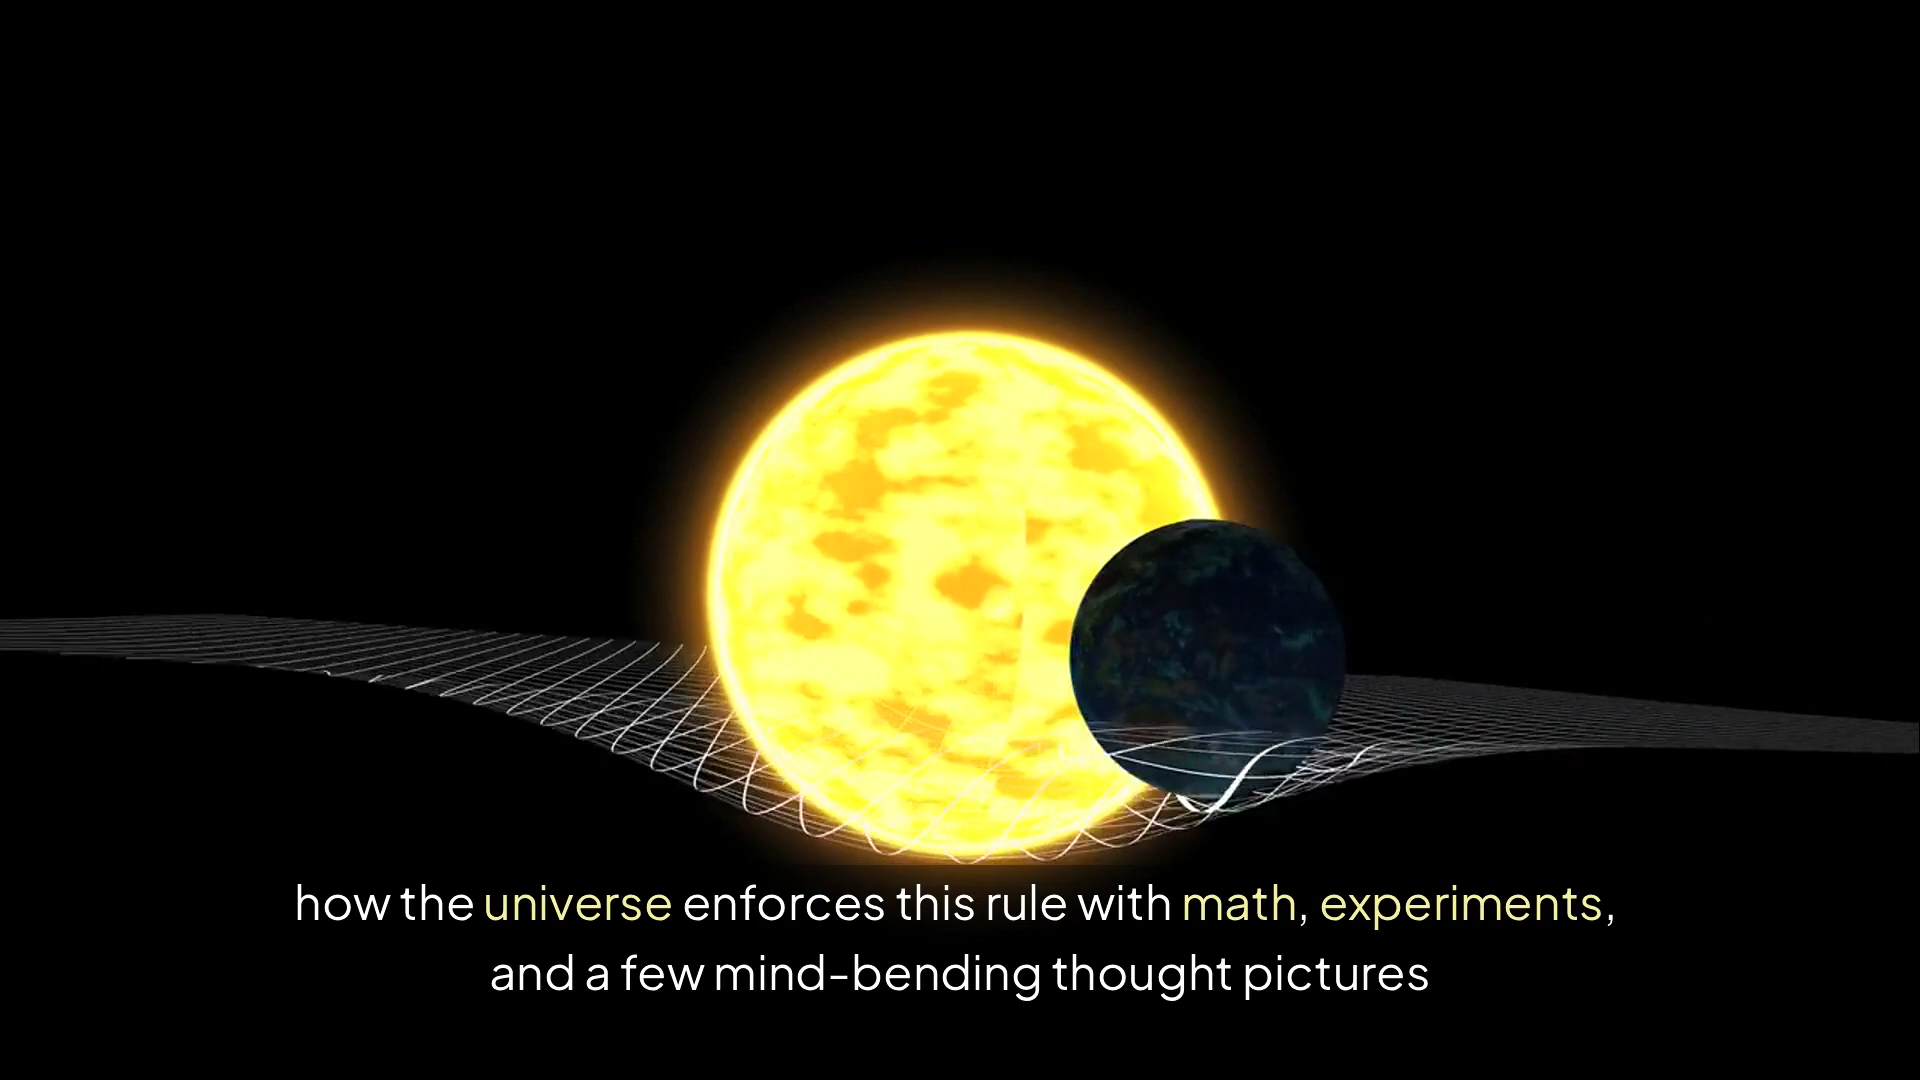 how the universe enforces this rule with math, experiments,
and a few mind-bending thought pictures